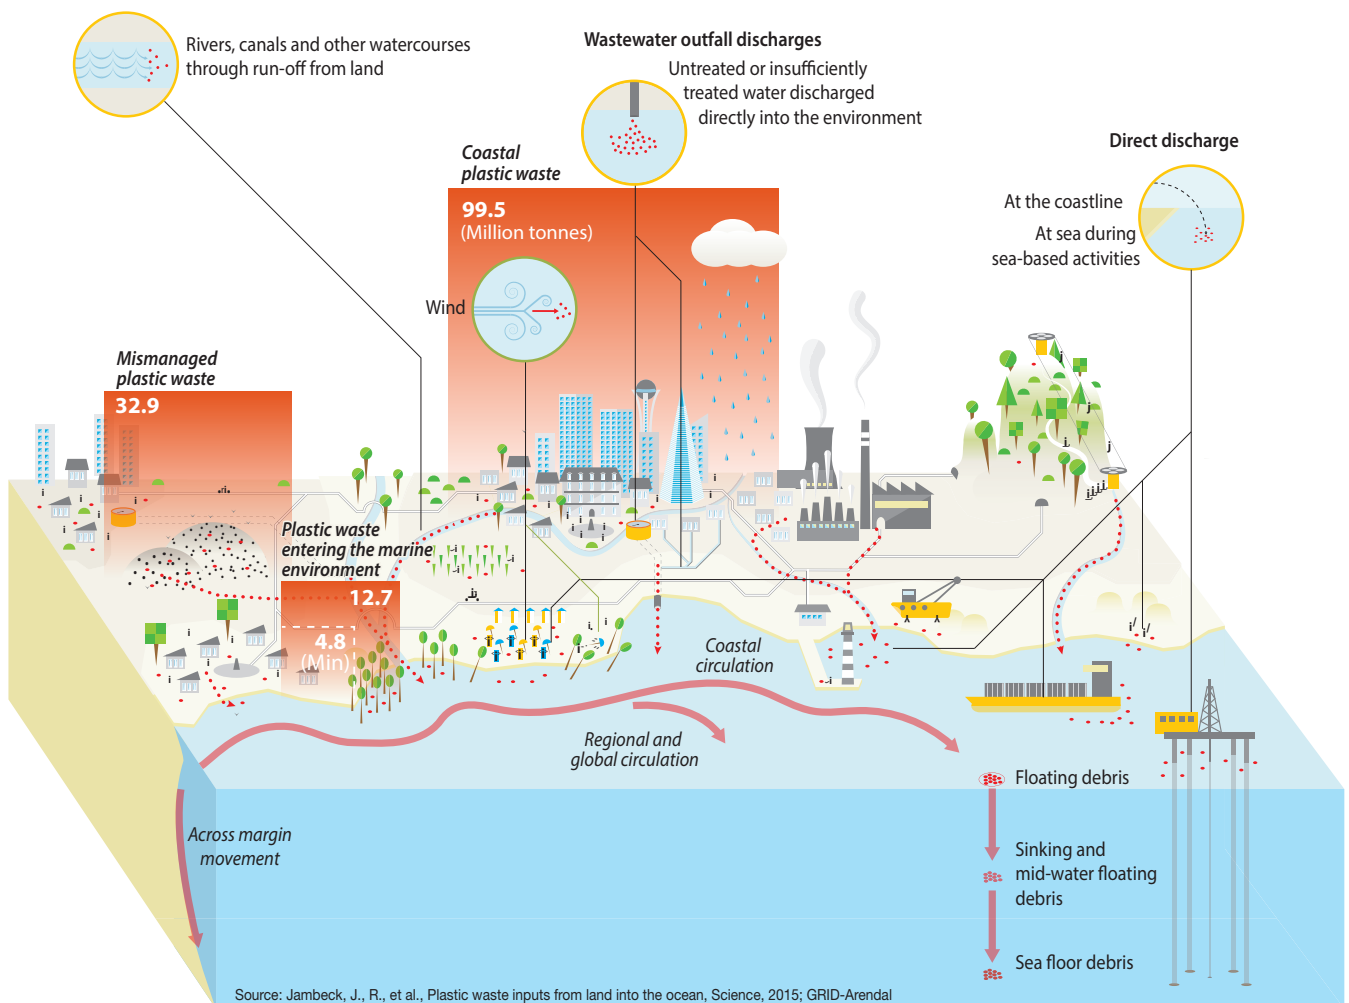 Rivers, canals and other watercourses
through run-off from land
Wastewater outfall discharges
Untreated or insufficiently
treated water discharged
directly into the environment
Direct discharge
At the coastline
At sea during
sea-based activities
Coastal
plastic waste
99.5
(Million tonnes)
Wind
Mismanaged
plastic waste
32.9
Plastic waste
entering the marine
environment
12.7
4.8
(Min)
Coastal
circulation
Regional and
global circulation
Across margin
movement
Floating debris
Sinking and
mid-water floating
debris
Sea floor debris
Source: Jambeck, J., R., et al., Plastic waste inputs from land into the ocean, Science, 2015; GRID-Arendal